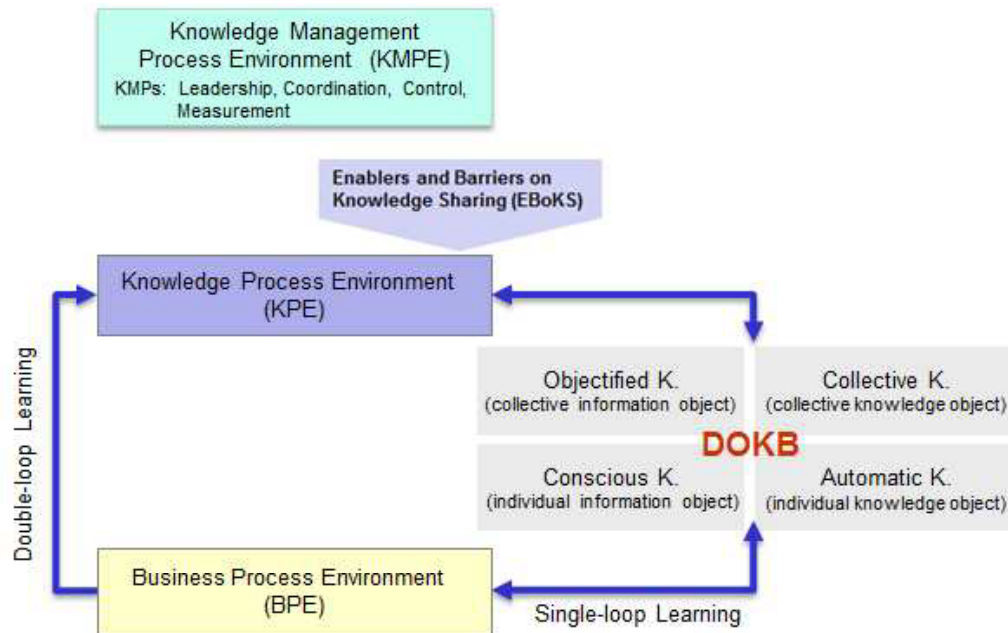 Knowledge Management
Process Environment (KMPE)
KMPs: Leadership, Coordination, Control,
Measurement
Enablers and Barriers on
Knowledge Sharing (EBoKS)
Knowledge Process Environment
(KPE)
Double-loop Learning
Objectified K.
(collective information object)
Collective K.
(collective knowledge object)
DOKB
Conscious K.
(individual information object)
Automatic K.
(individual knowledge object)
Business Process Environment
(BPE)
Single-loop Learning